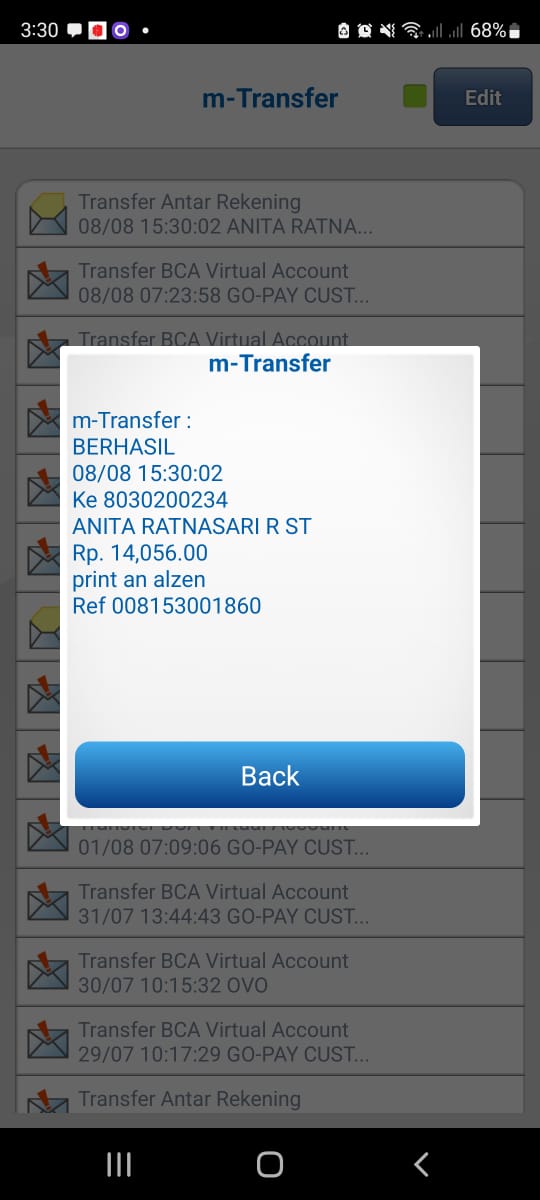 3:30
68%
m-Transfer
Edit
Transfer Antar Rekening
08/08 15:30:02 ANITA RATNA...
Transfer BCA Virtual Account
08/08 07:23:58 GO-PAY CUST...
Transfer BCA Virtual Account
m-Transfer
m-Transfer :
BERHASIL
08/08 15:30:02
Ke 8030200234
ANITA RATNASARI R ST
Rp. 14,056.00
print an alzen
Ref 008153001860
Back
Transfer BCA Virtual Account
01/08 07:09:06 GO-PAY CUST...
Transfer BCA Virtual Account
31/07 13:44:43 GO-PAY CUST...
Transfer BCA Virtual Account
30/07 10:15:32 OVO
Transfer BCA Virtual Account
29/07 10:17:29 GO-PAY CUST...
Transfer Antar Rekening